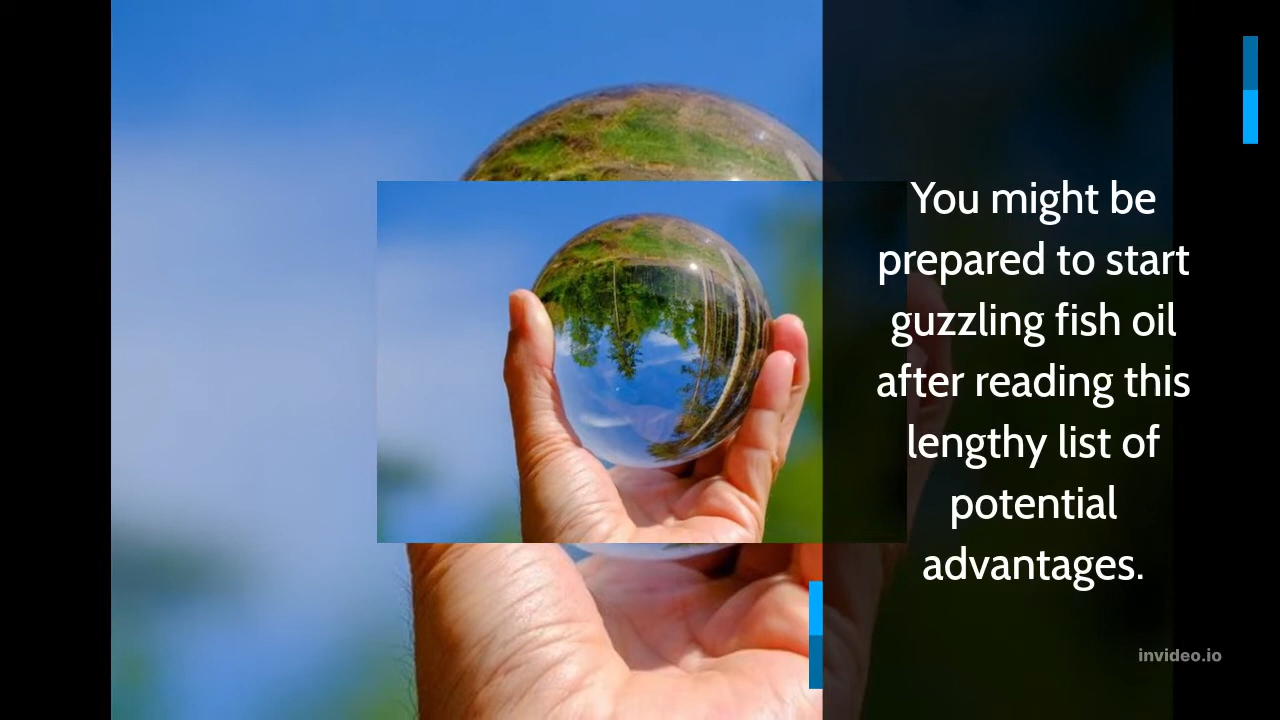 You might be
prepared to start
guzzling fish oil
after reading this
lengthy list of
potential
advantages.
invideo.io